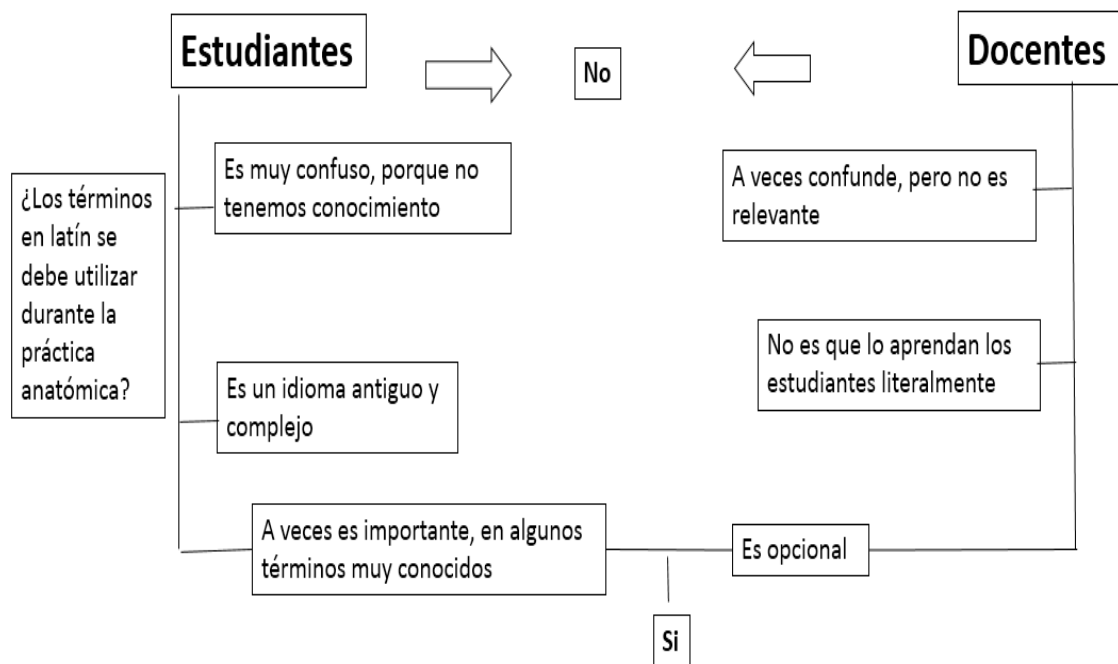 Estudiantes
No
Docentes
¿Los términos
en latín se
debe utilizar
durante la
práctica
anatómica?
Es muy confuso, porque no
tenemos conocimiento
A veces confunde, pero no es
relevante
Es un idioma antiguo y
complejo
No es que lo aprendan los
estudiantes literalmente
A veces es importante, en algunos
términos muy conocidos
Es opcional
Si